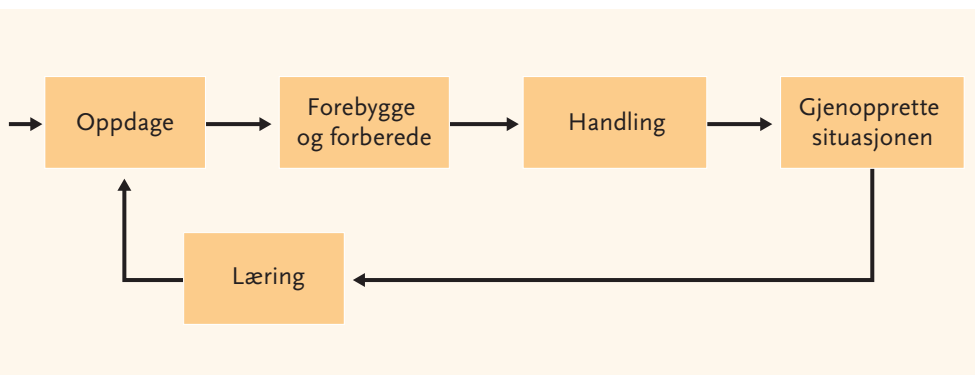 Oppdage
Forebygge
og forberede
Handling
Gjenopprette
situasjonen
Læring